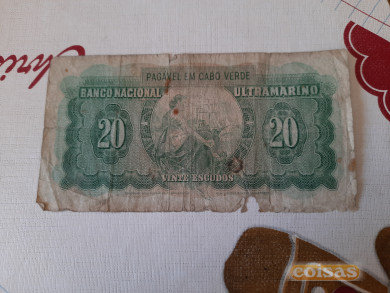 PAGAVEL EM CABO VERDE
BANCO NACIONAL ULTRAMARINO
20 20
VINTE ESCUDOS
coisas